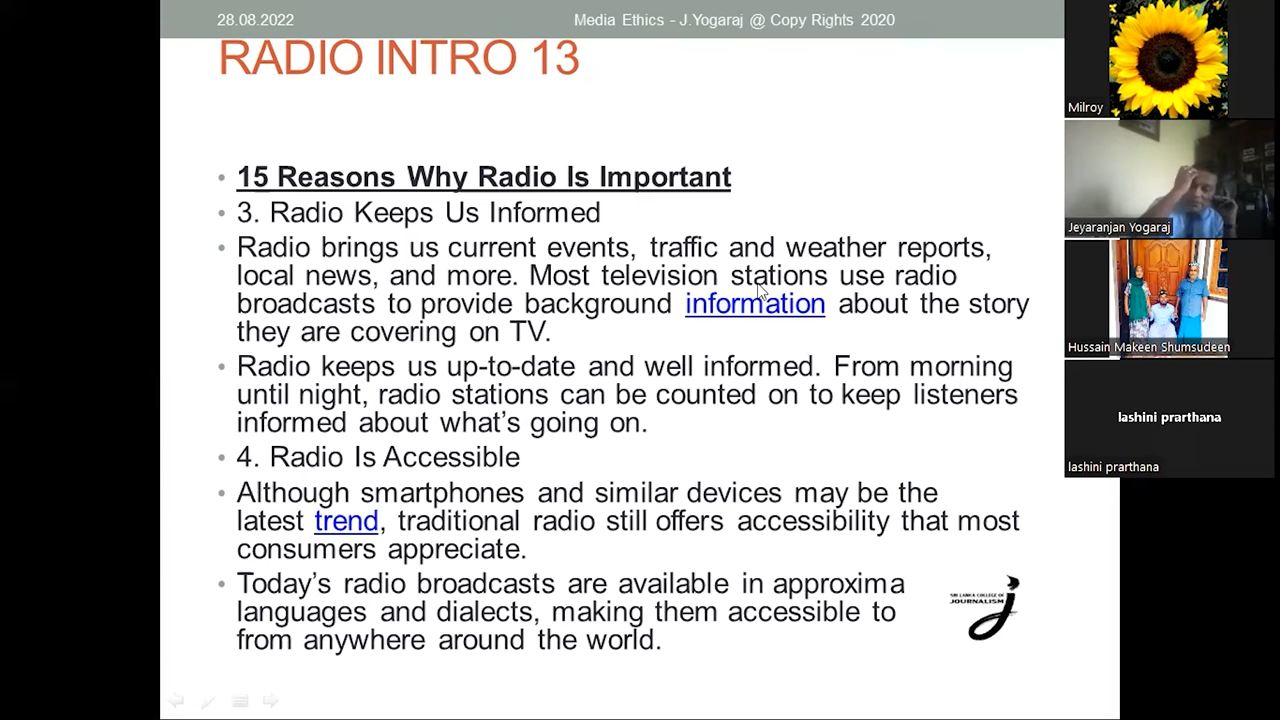 28.08.2022
Media Ethics - J.Yogaraj @ Copy Rights 2020
RADIO INTRO 13
• 15 Reasons Why Radio Is Important
• 3. Radio Keeps Us Informed
• Radio brings us current events, traffic and weather reports,
local news, and more. Most television stations use radio
broadcasts to provide background information about the story
they are covering on TV.
• Radio keeps us up-to-date and well informed. From morning
until night, radio stations can be counted on to keep listeners
informed about what’s going on.
• 4. Radio Is Accessible
• Although smartphones and similar devices may be the
latest trend, traditional radio still offers accessibility that most
consumers appreciate.
• Today’s radio broadcasts are available in approxima
languages and dialects, making them accessible to
from anywhere around the world.
SRI LANKA COLLEGE OF
JOURNALISM
Milroy
Jeyaranjan Yogaraj
Hussain Makeen Shumsudeen
lashini prarthana
lashini prarthana